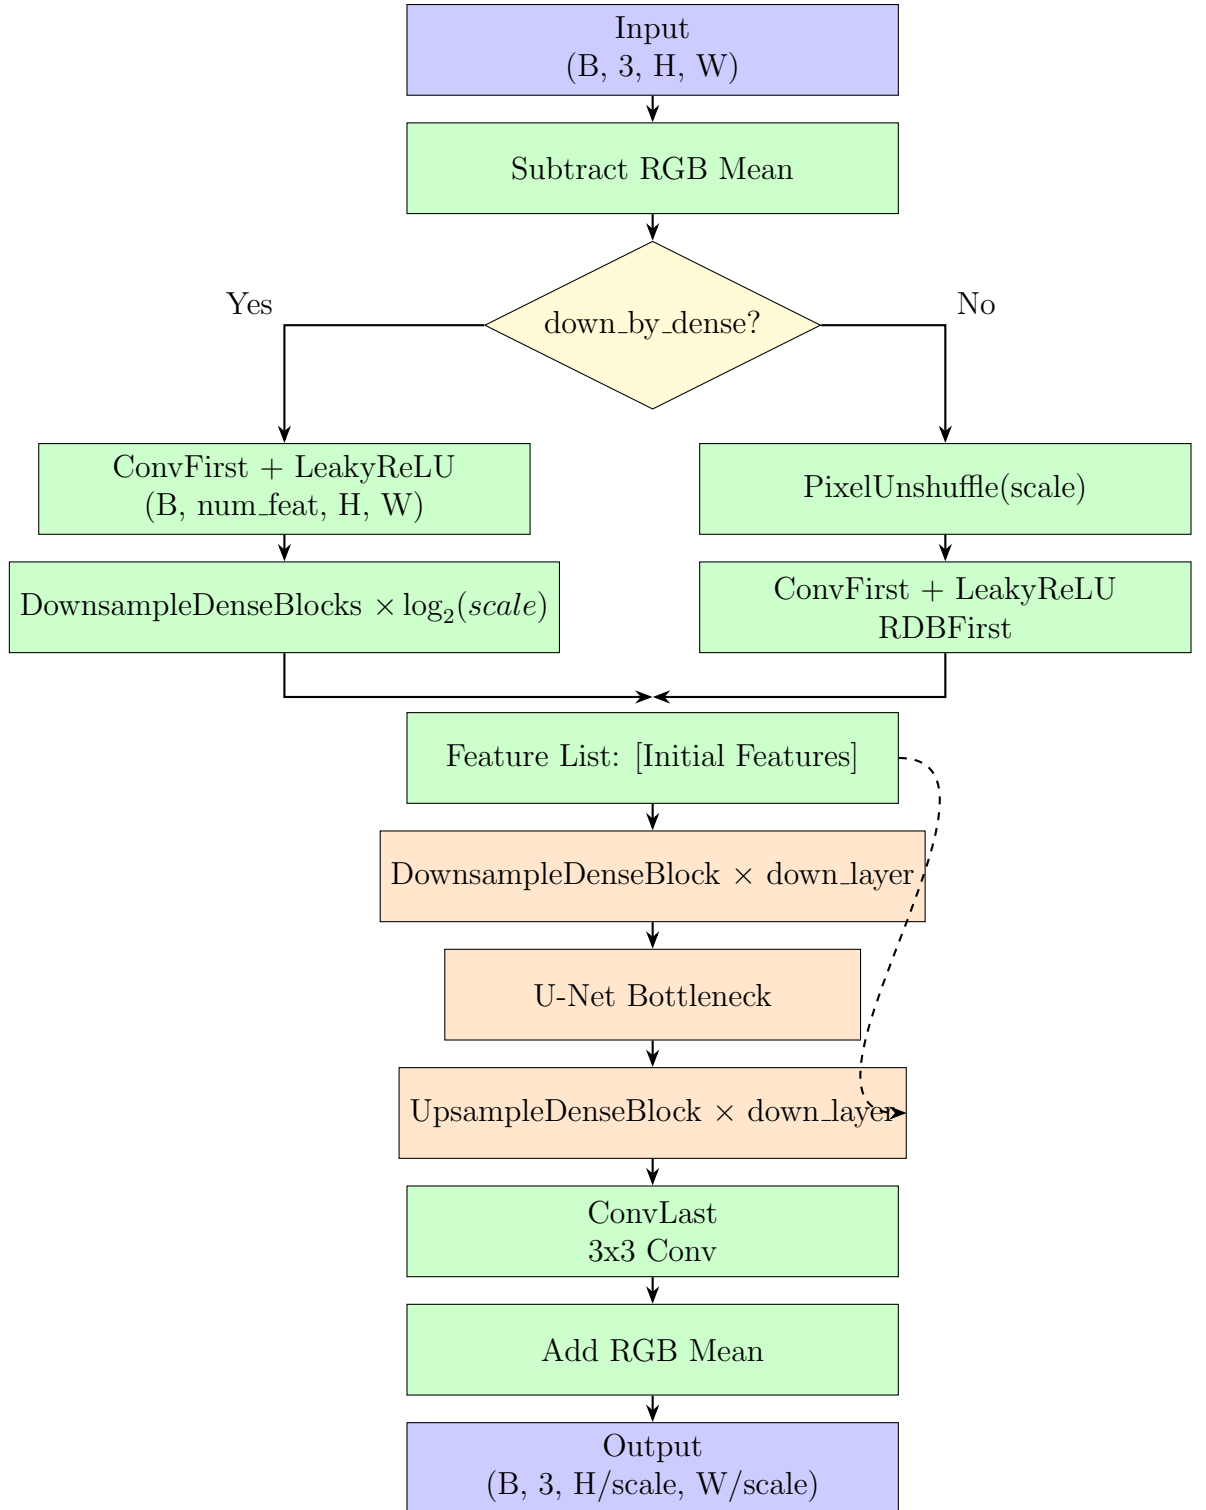 Input
(B, 3, H, W)
Subtract RGB Mean
down_by_dense?
Yes
No
ConvFirst + LeakyReLU
(B, num_feat, H, W)
PixelUnshuffle(scale)
DownsampleDenseBlocks × log₂(scale)
ConvFirst + LeakyReLU
RDBFirst
Feature List: [Initial Features]
DownsampleDenseBlock × down_layer
U-Net Bottleneck
UpsampleDenseBlock × down_layer
ConvLast
3x3 Conv
Add RGB Mean
Output
(B, 3, H/scale, W/scale)